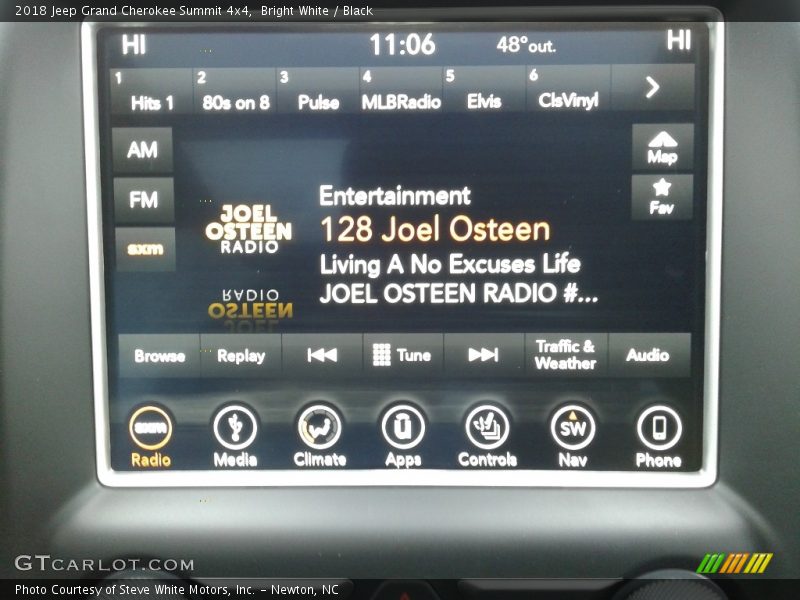 2018 Jeep Grand Cherokee Summit 4x4,  Bright White / Black
HI 11:06 48° out. HI
1 Hits 1 2 80s on 8 3 Pulse 4 MLBRadio 5 Elvis 6 ClsVinyl
AM
Map
FM
Fav
sxm
JOEL
OSTEEN
RADIO
Entertainment
128 Joel Osteen
Living A No Excuses Life
JOEL OSTEEN RADIO #...
RADIO
OSTEEN
JOEL
Browse Replay Tune Traffic & Weather Audio
sxm SW
Radio Media Climate Apps Controls Nav Phone
GTCARLOT.COM
Photo Courtesy of Steve White Motors, Inc. – Newton, NC